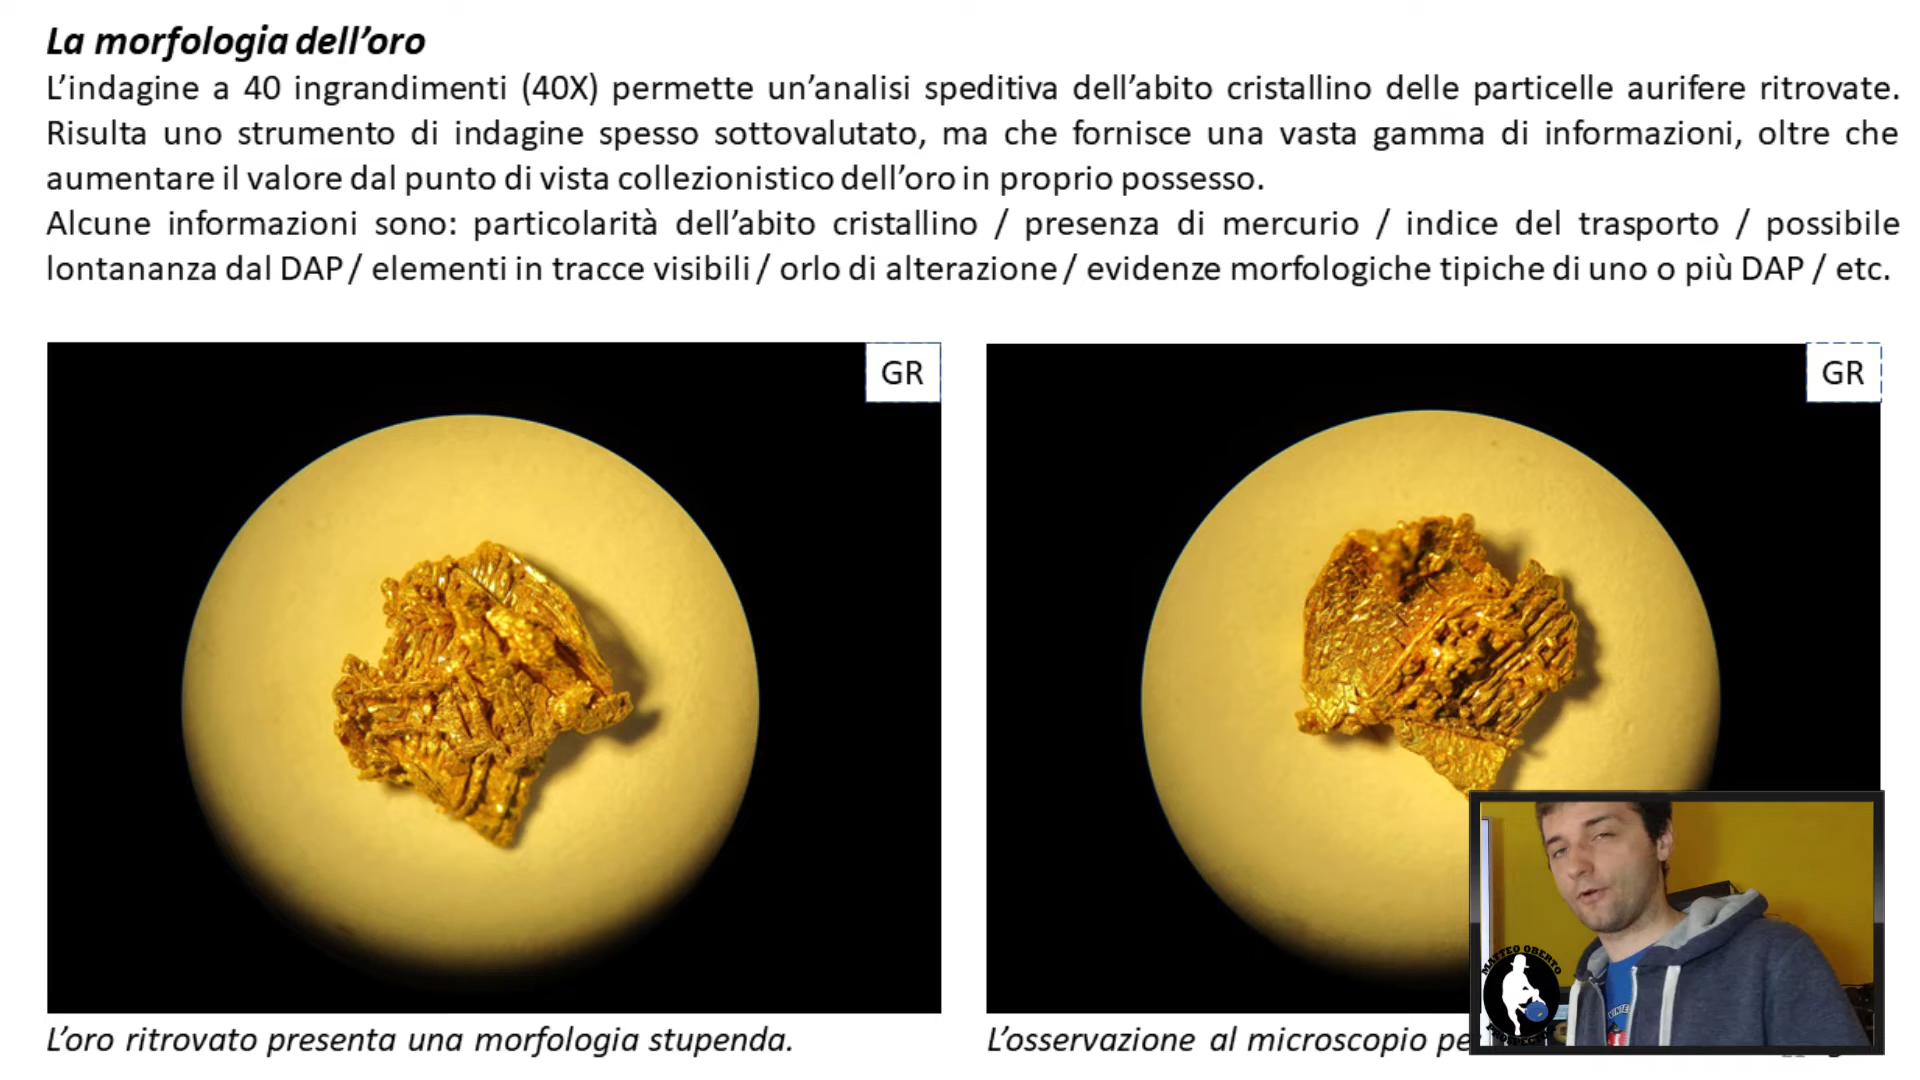 La morfologia dell’oro
L’indagine a 40 ingrandimenti (40X) permette un’analisi speditiva dell’abito cristallino delle particelle aurifere ritrovate.
Risulta uno strumento di indagine spesso sottovalutato, ma che fornisce una vasta gamma di informazioni, oltre che
aumentare il valore dal punto di vista collezionistico dell’oro in proprio possesso.
Alcune informazioni sono: particolarità dell’abito cristallino / presenza di mercurio / indice del trasporto / possibile
lontananza dal DAP / elementi in tracce visibili / orlo di alterazione / evidenze morfologiche tipiche di uno o più DAP / etc.
GR
GR
MATTEO OBERTO
L’oro ritrovato presenta una morfologia stupenda.
L’osservazione al microscopio